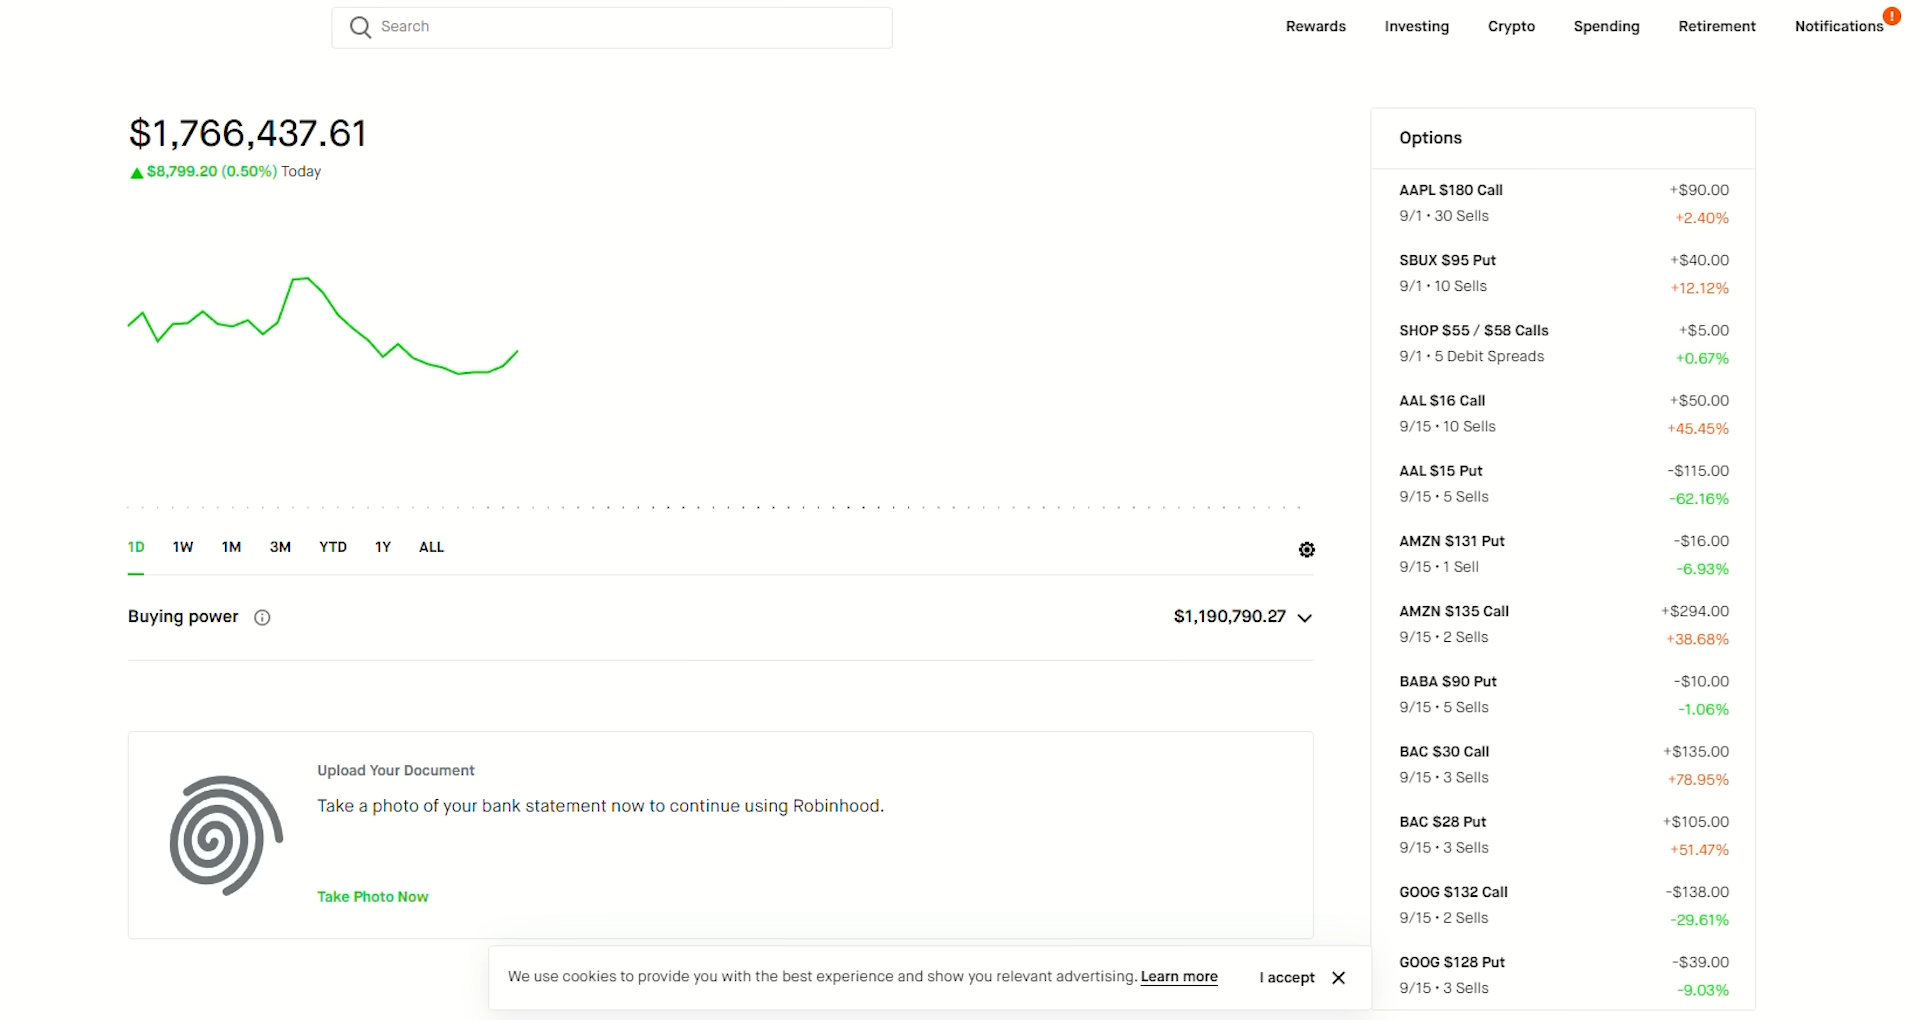 Search
Rewards Investing Crypto Spending Retirement Notifications !
$1,766,437.61
▲ $8,799.20 (0.50%) Today
1D 1W 1M 3M YTD 1Y ALL
Buying power $1,190,790.27
Upload Your Document
Take a photo of your bank statement now to continue using Robinhood.
Take Photo Now
Options
AAPL $180 Call +$90.00
9/1 • 30 Sells +2.40%
SBUX $95 Put +$40.00
9/1 • 10 Sells +12.12%
SHOP $55 / $58 Calls +$5.00
9/1 • 5 Debit Spreads +0.67%
AAL $16 Call +$50.00
9/15 • 10 Sells +45.45%
AAL $15 Put -$115.00
9/15 • 5 Sells -62.16%
AMZN $131 Put -$16.00
9/15 • 1 Sell -6.93%
AMZN $135 Call +$294.00
9/15 • 2 Sells +38.68%
BABA $90 Put -$10.00
9/15 • 5 Sells -1.06%
BAC $30 Call +$135.00
9/15 • 3 Sells +78.95%
BAC $28 Put +$105.00
9/15 • 3 Sells +51.47%
GOOG $132 Call -$138.00
9/15 • 2 Sells -29.61%
GOOG $128 Put -$39.00
9/15 • 3 Sells -9.03%
We use cookies to provide you with the best experience and show you relevant advertising. Learn more I accept